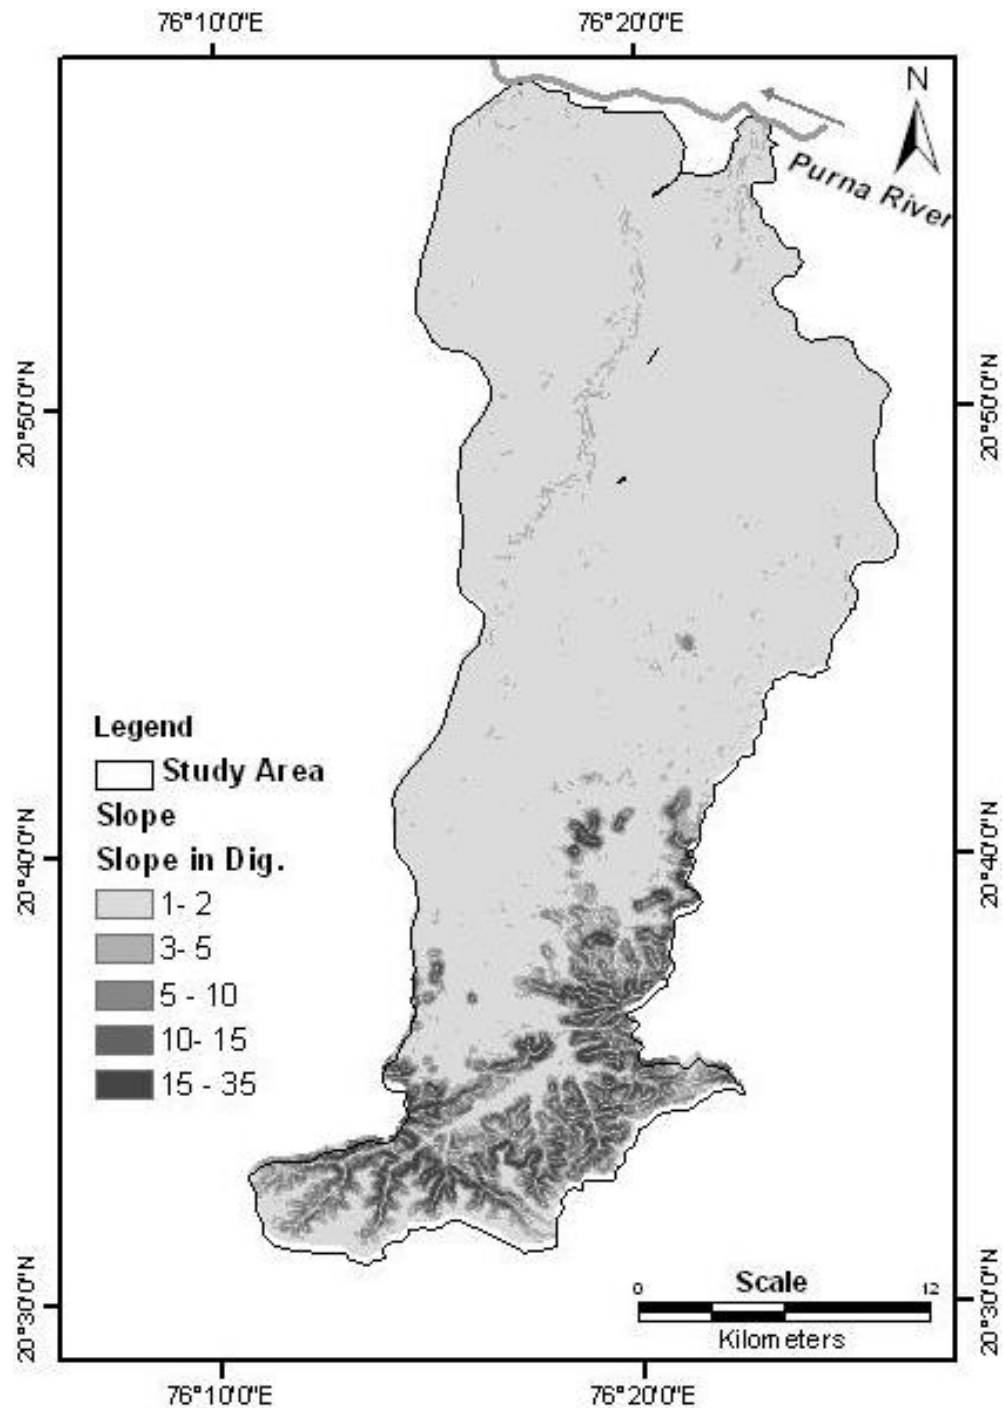 76°10'0"E 76°20'0"E
N
Purna River
20°50'0"N 20°50'0"N
Legend
Study Area
Slope
Slope in Dig.
20°40'0"N 20°40'0"N
1- 2
3- 5
5 - 10
10- 15
15 - 35
20°30'0"N 20°30'0"N
0 Scale 12
Kilometers
76°10'0"E 76°20'0"E